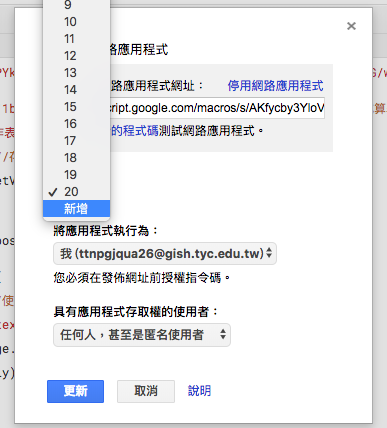 9
10
11
12
13
14
15
16
17
18
19
✓ 20
新增
×
路應用程式
路應用程式網址： 停用網路應用程式
ript.google.com/macros/s/AKfycby3YloV
的程式碼測試網路應用程式。
將應用程式執行為：
我 (ttnpgjqua26@gish.tyc.edu.tw)
您必須在發佈網址前授權指令碼。
具有應用程式存取權的使用者：
任何人，甚至是匿名使用者
更新 取消 說明